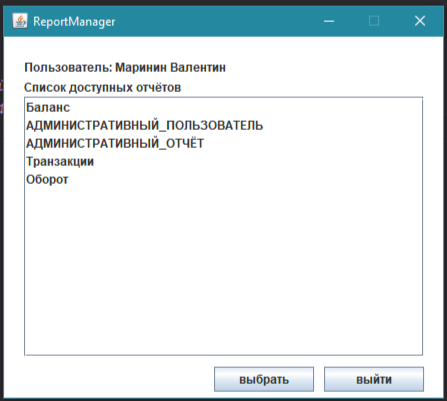 ReportManager
Пользователь: Маринин Валентин
Список доступных отчётов
Баланс
АДМИНИСТРАТИВНЫЙ_ПОЛЬЗОВАТЕЛЬ
АДМИНИСТРАТИВНЫЙ_ОТЧЁТ
Транзакции
Оборот
выбрать
выйти